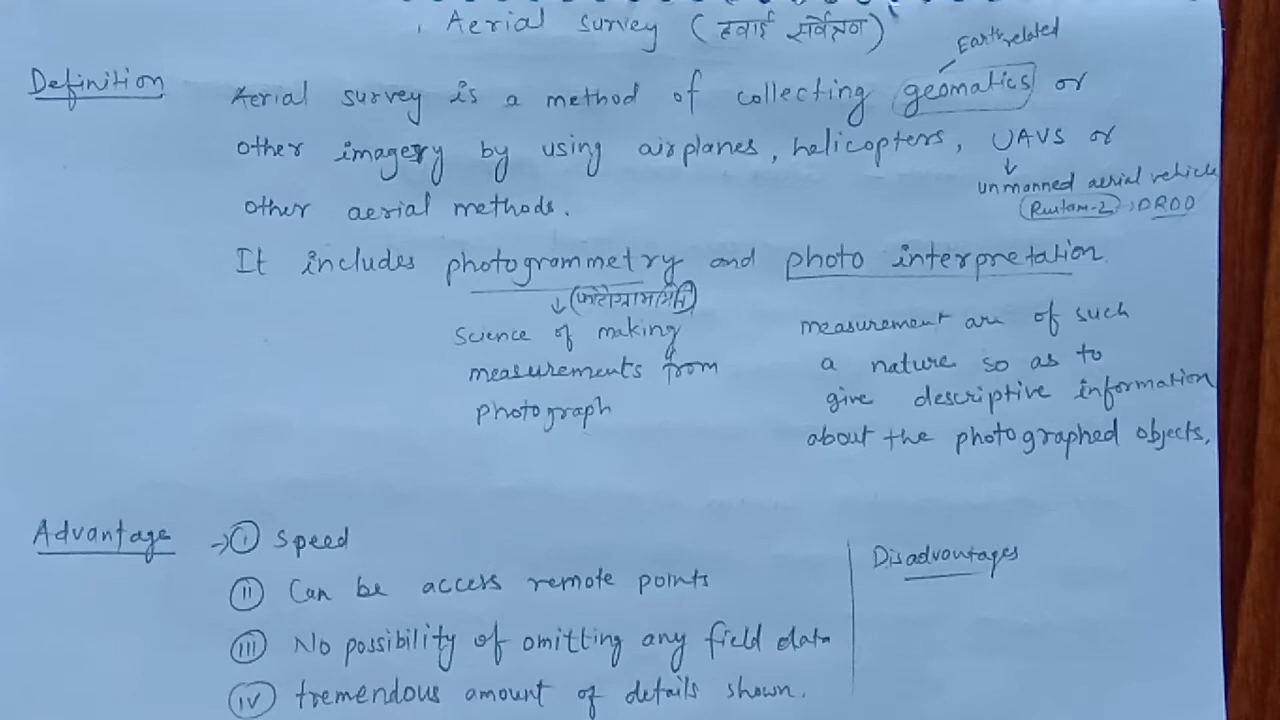 Aerial survey (हवाई सर्वेक्षण)
Earth related
Definition Aerial survey is a method of collecting geomatics or
other imagery by using airplanes, helicopters, UAVS or
unmanned aerial vehicle
other aerial methods. Rustam-2 : DRDO
It includes photogrammetry and photo interpretation
(फोटोग्रामिति)
science of making measurement are of such
measurements from a nature so as to
photograph give descriptive information
about the photographed objects.
Advantage → (i) speed Disadvantages
(ii) Can be access remote points
(iii) No possibility of omitting any field data
(iv) tremendous amount of details shown.